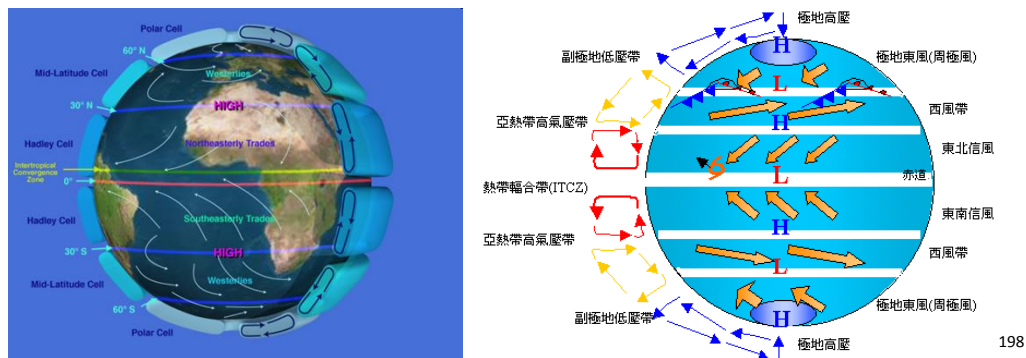 Polar Cell
60° N
Westerlies
Mid-Latitude Cell
30° N
HIGH
Hadley Cell
Northeasterly Trades
Intertropical
Convergence
Zone
0°
Southeasterly Trades
Hadley Cell
30° S
HIGH
Mid-Latitude Cell
Westerlies
60° S
Polar Cell
極地高壓
H
副極地低壓帶
極地東風(周極風)
L
西風帶
亞熱帶高氣壓帶
H
東北信風
熱帶輻合帶(ITCZ)
L
赤道
東南信風
亞熱帶高氣壓帶
H
西風帶
L
極地東風(周極風)
副極地低壓帶
H
極地高壓
198